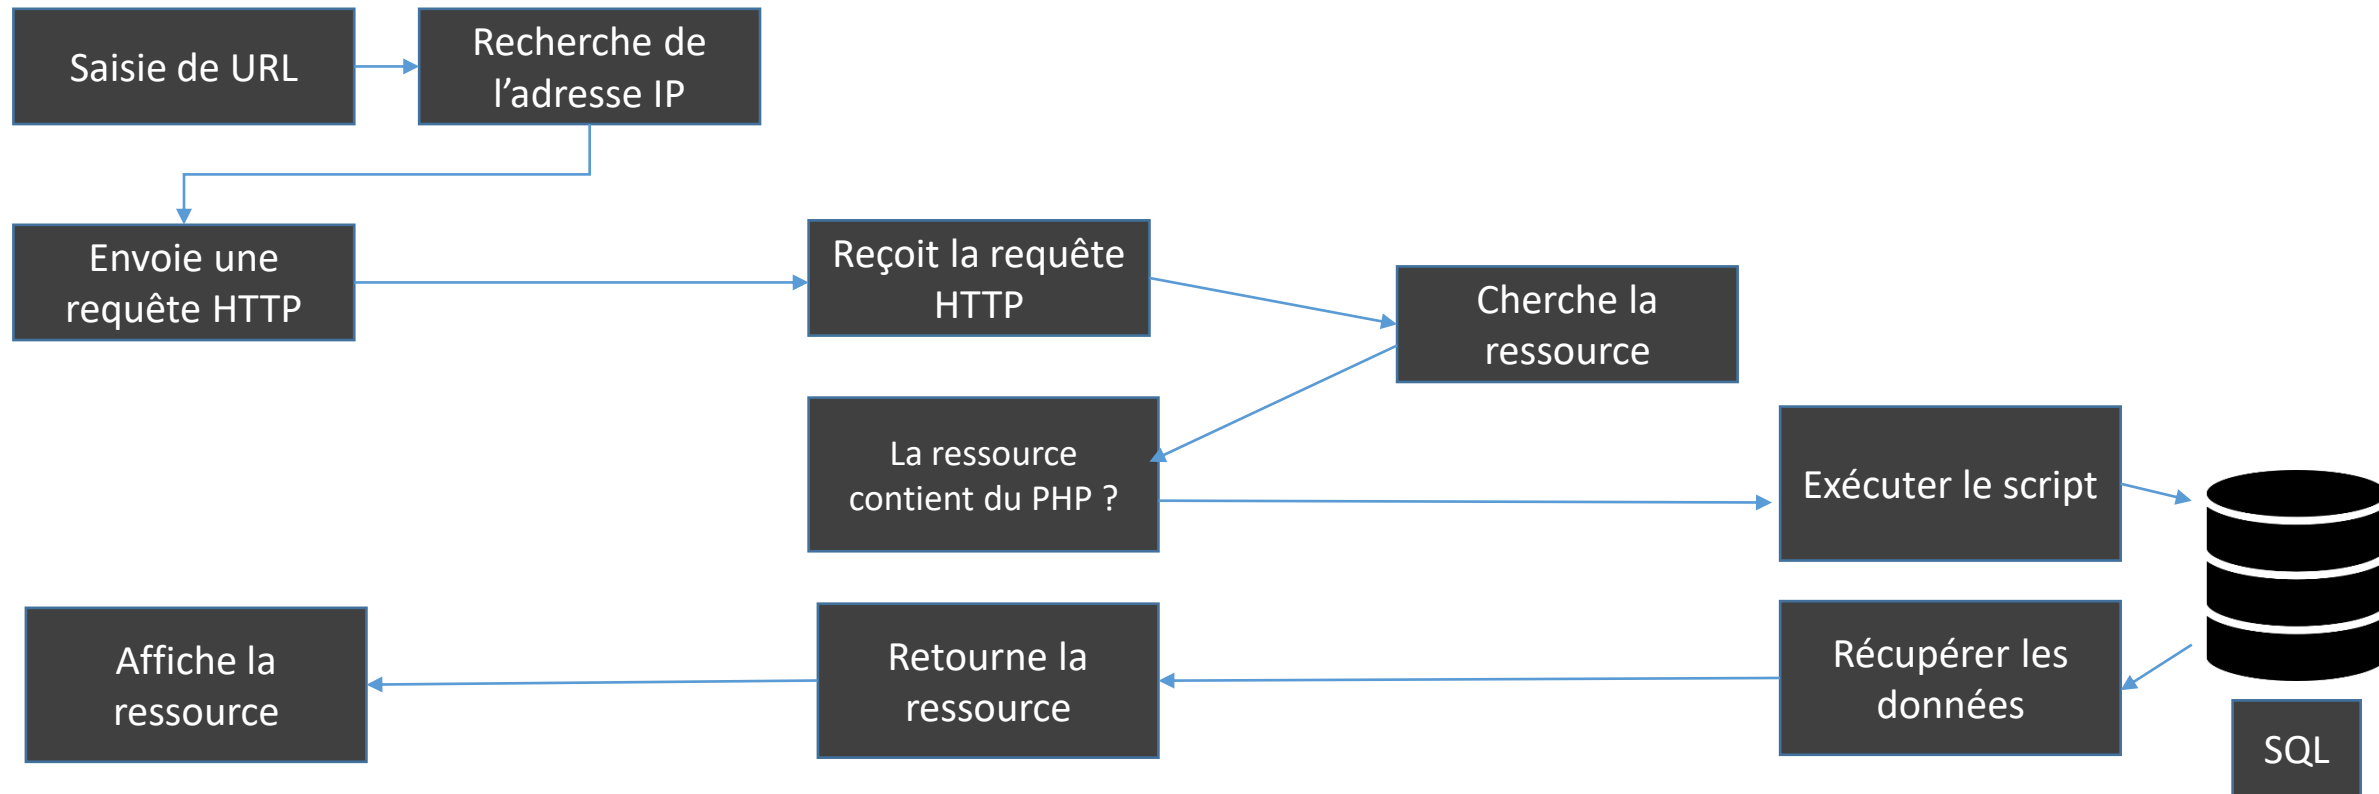 Saisie de URL
Recherche de
l’adresse IP
Envoie une
requête HTTP
Reçoit la requête
HTTP
Cherche la
ressource
La ressource
contient du PHP ?
Exécuter le script
Affiche la
ressource
Retourne la
ressource
Récupérer les
données
SQL